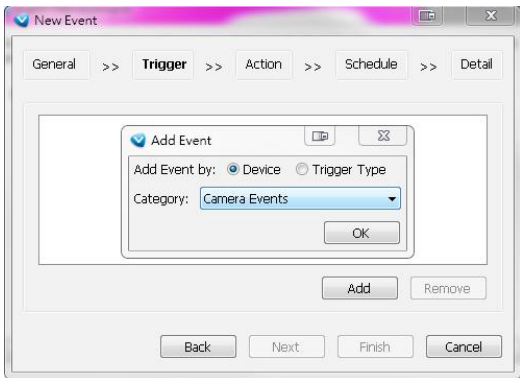 New Event
General >> Trigger >> Action >> Schedule >> Detail
Add Event
Add Event by: Device Trigger Type
Category: Camera Events
OK
Add Remove
Back Next Finish Cancel